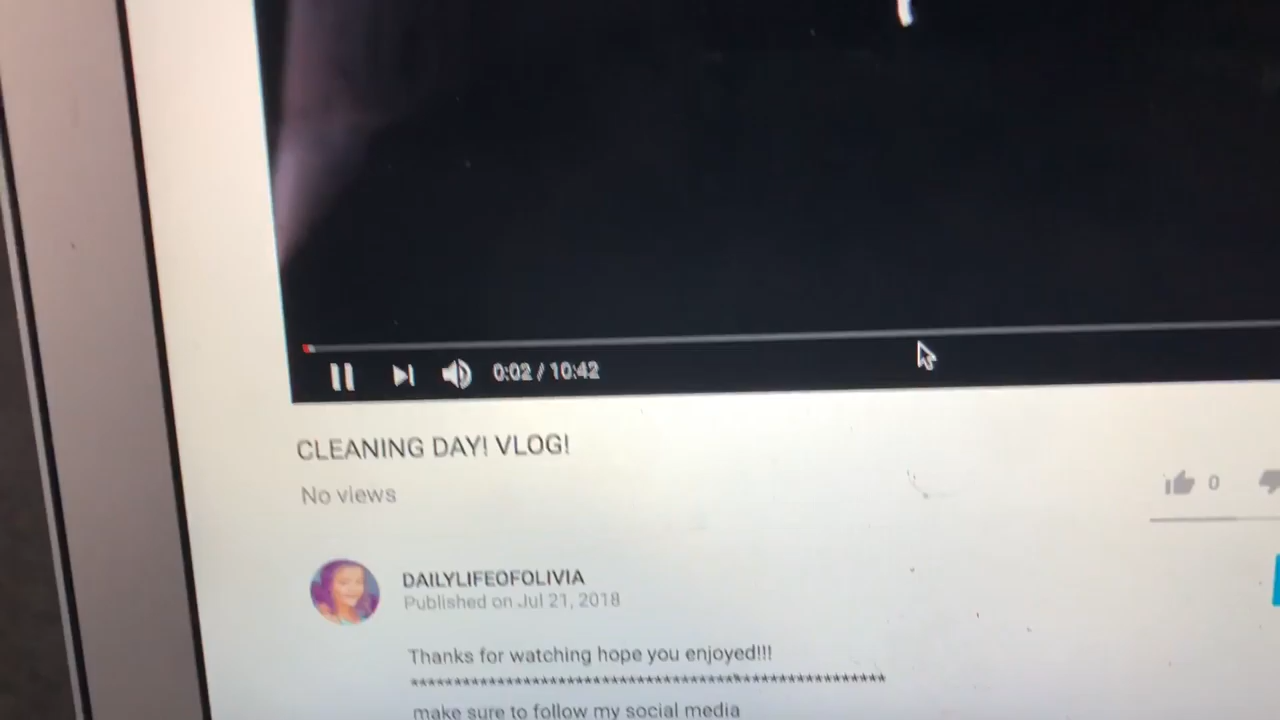 0:02 / 10:42
CLEANING DAY! VLOG!
No views
0
DAILYLIFEOFOLIVIA
Published on Jul 21, 2018
Thanks for watching hope you enjoyed!!!
******************************************************
make sure to follow my social media